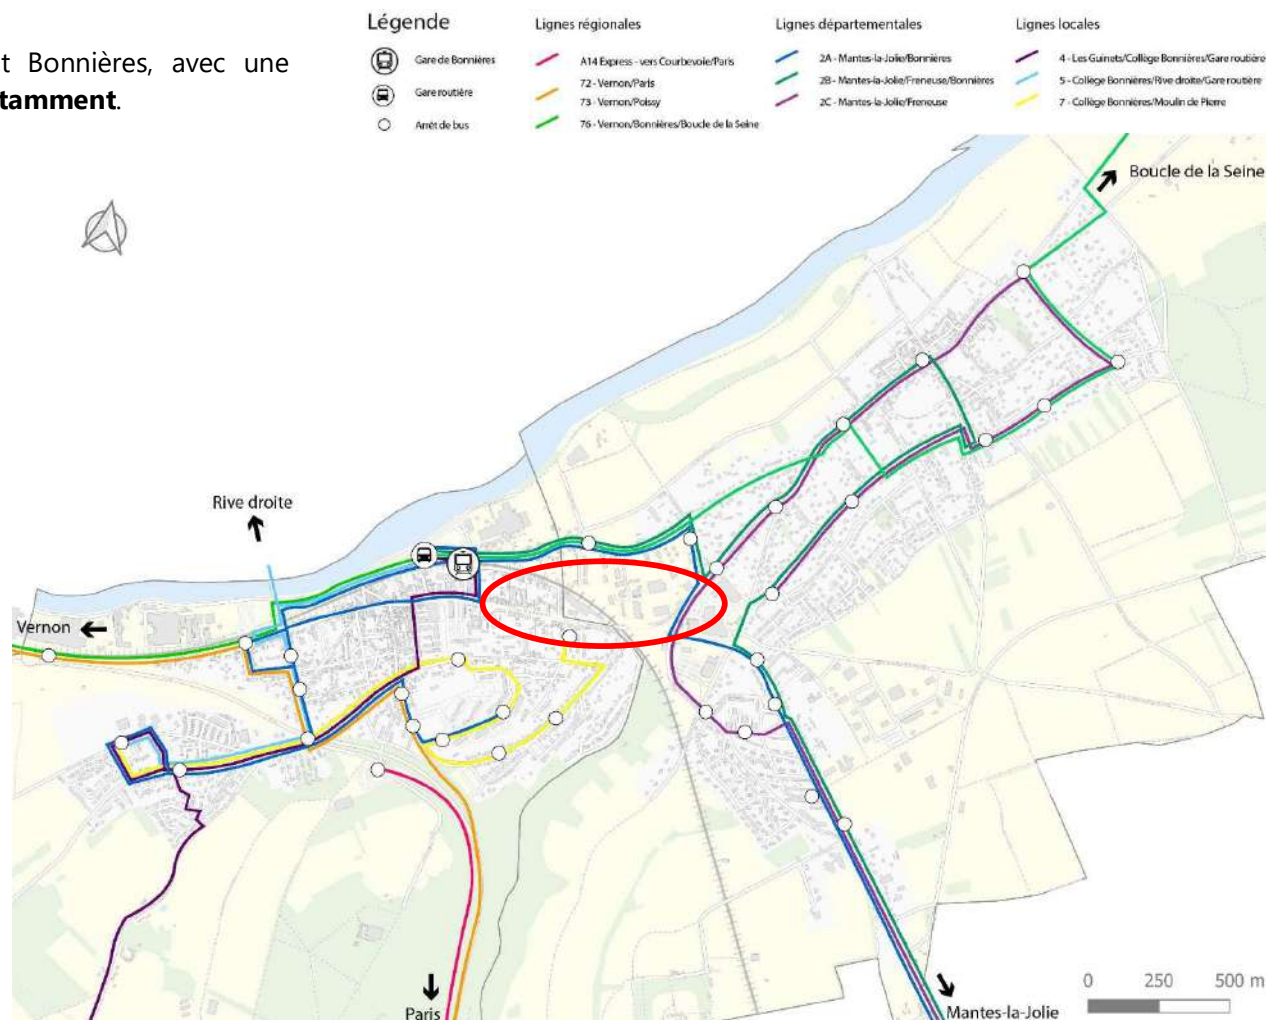 t Bonnières, avec une
tamment.
Légende
Gare de Bonnières
Gare routière
Arrêt de bus
Lignes régionales
A14 Express - vers Courbevoie/Paris
72 - Vernon/Paris
73 - Vernon/Poissy
76 - Vernon/Bonnières/Boucle de la Seine
Lignes départementales
2A - Mantes-la-Jolie/Bonnières
2B - Mantes-la-Jolie/Freneuse/Bonnières
2C - Mantes-la-Jolie/Freneuse
Lignes locales
4 - Les Guinets/Collège Bonnières/Gare routière
5 - Collège Bonnières/Rive droite/Gare routière
7 - Collège Bonnières/Moulin de Pierre
Boucle de la Seine
Rive droite
Vernon
Paris
Mantes-la-Jolie
0 250 500 m